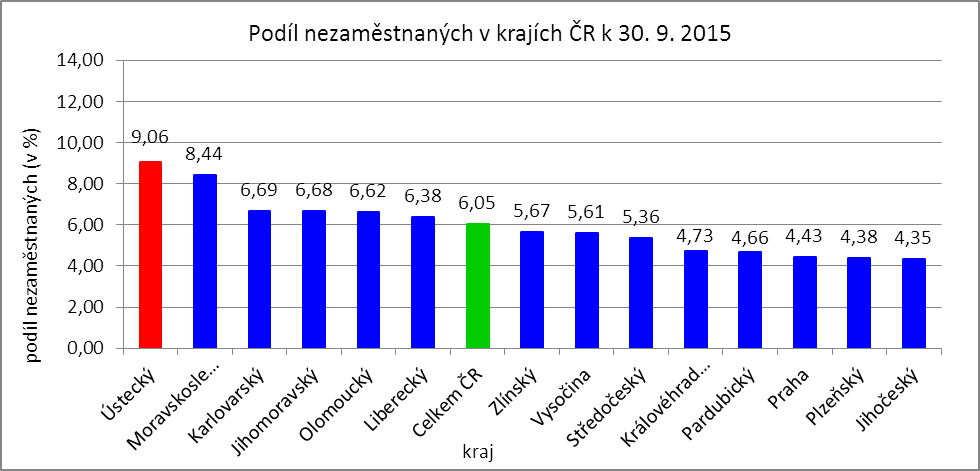 Podíl nezaměstnaných v krajích ČR k 30. 9. 2015
podíl nezaměstnaných (v %)
14,00
12,00
10,00
8,00
6,00
4,00
2,00
0,00
9,06
8,44
6,69
6,68
6,62
6,38
6,05
5,67
5,61
5,36
4,73
4,66
4,43
4,38
4,35
Ústecký
Moravskosle...
Karlovarský
Jihomoravský
Olomoucký
Liberecký
Celkem ČR
Zlínský
Vysočina
Středočeský
Královéhrad...
Pardubický
Praha
Plzeňský
Jihočeský
kraj